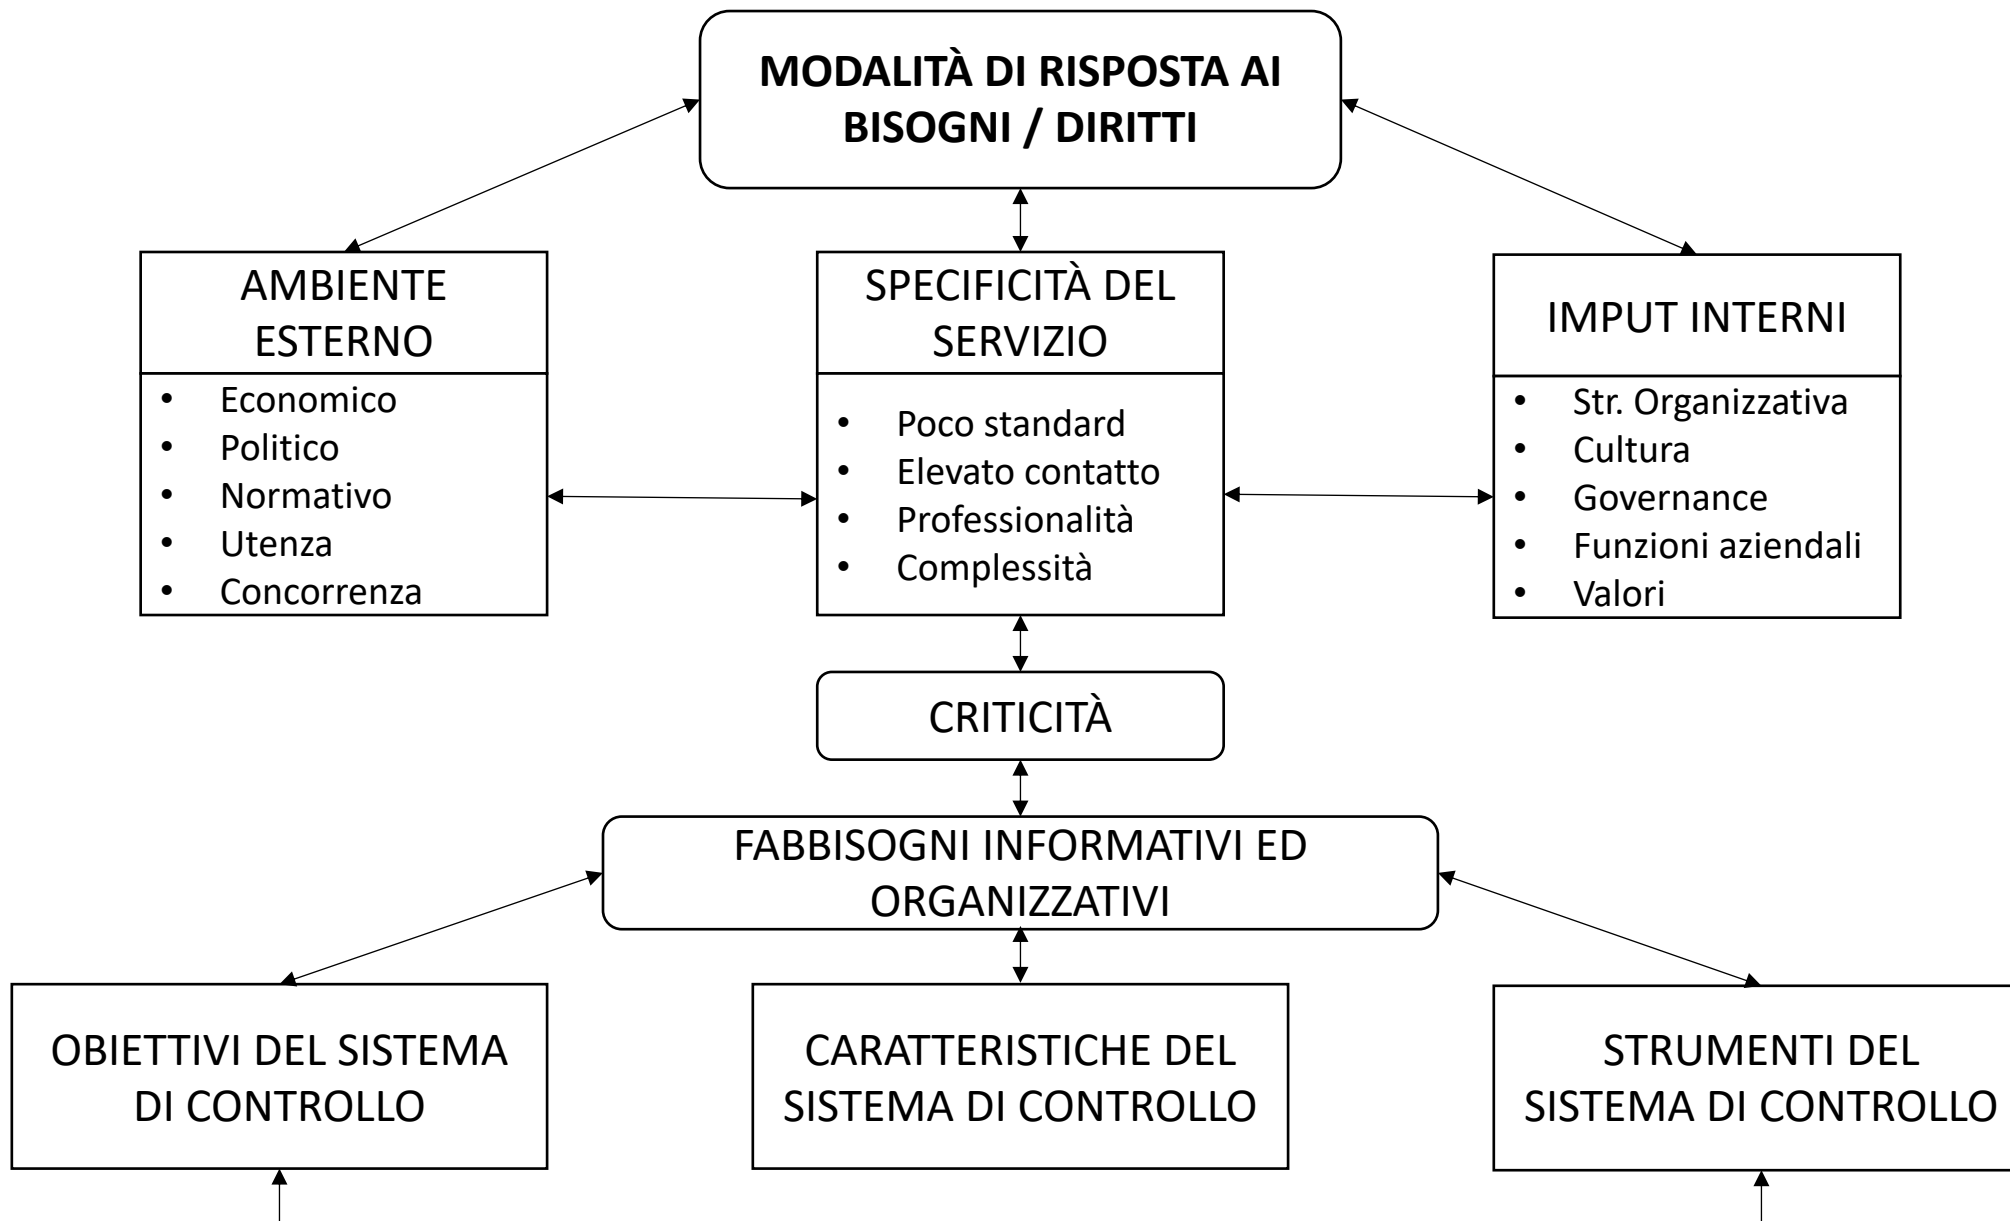 MODALITÀ DI RISPOSTA AI
BISOGNI / DIRITTI
AMBIENTE
ESTERNO
• Economico
• Politico
• Normativo
• Utenza
• Concorrenza
SPECIFICITÀ DEL
SERVIZIO
• Poco standard
• Elevato contatto
• Professionalità
• Complessità
IMPUT INTERNI
• Str. Organizzativa
• Cultura
• Governance
• Funzioni aziendali
• Valori
CRITICITÀ
FABBISOGNI INFORMATIVI ED
ORGANIZZATIVI
OBIETTIVI DEL SISTEMA
DI CONTROLLO
CARATTERISTICHE DEL
SISTEMA DI CONTROLLO
STRUMENTI DEL
SISTEMA DI CONTROLLO